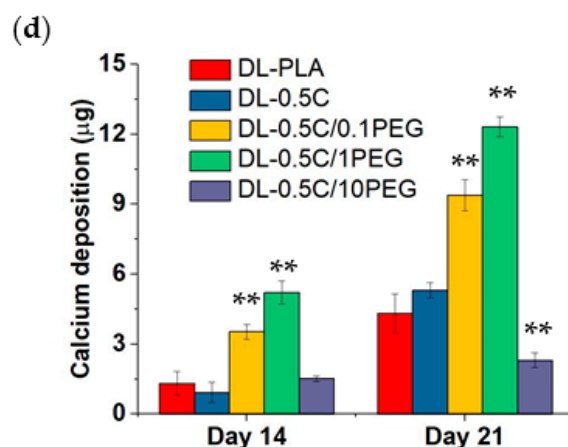 (d)
15
12
9
6
3
0
Calcium deposition (μg)
DL-PLA
DL-0.5C
DL-0.5C/0.1PEG
DL-0.5C/1PEG
DL-0.5C/10PEG
**
**
**
**
**
Day 14
Day 21